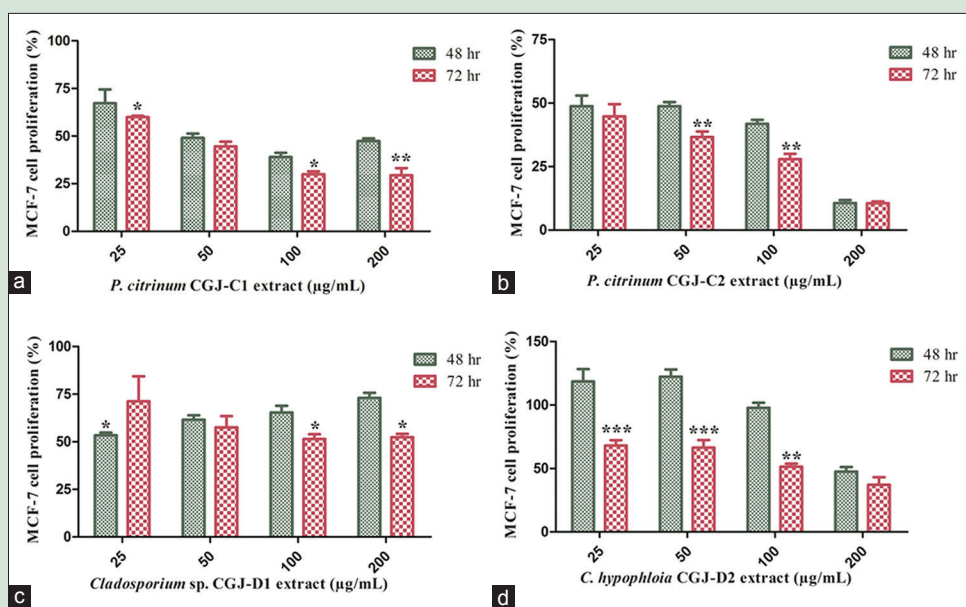 MCF-7 cell proliferation (%)
100
75
50
25
0
48 hr
72 hr
*
*
**
25
50
100
200
P. citrinum CGJ-C1 extract (µg/mL)
a
MCF-7 cell proliferation (%)
75
50
25
0
48 hr
72 hr
**
**
25
50
100
200
P. citrinum CGJ-C2 extract (µg/mL)
b
MCF-7 cell proliferation (%)
100
75
50
25
0
48 hr
72 hr
*
*
*
25
50
100
200
Cladosporium sp. CGJ-D1 extract (µg/mL)
c
MCF-7 cell proliferation (%)
150
100
50
0
48 hr
72 hr
***
***
**
25
50
100
200
C. hypophloia CGJ-D2 extract (µg/mL)
d